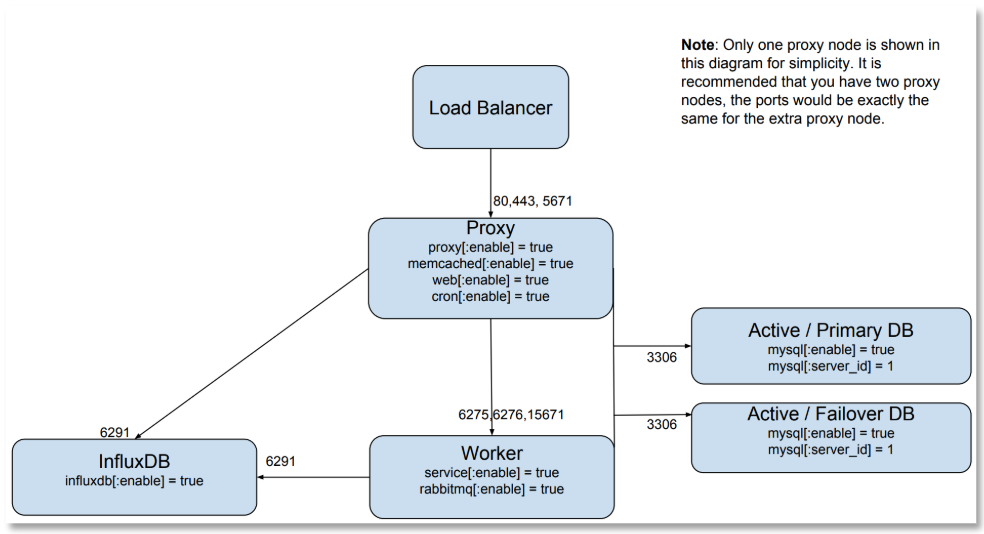 Note: Only one proxy node is shown in
this diagram for simplicity. It is
recommended that you have two proxy
nodes, the ports would be exactly the
same for the extra proxy node.
Load Balancer
80,443, 5671
Proxy
proxy[:enable] = true
memcached[:enable] = true
web[:enable] = true
cron[:enable] = true
Active / Primary DB
mysql[:enable] = true
mysql[:server_id] = 1
3306
Active / Failover DB
mysql[:enable] = true
mysql[:server_id] = 1
3306
6275,6276,15671
6291
InfluxDB
influxdb[:enable] = true
6291
Worker
service[:enable] = true
rabbitmq[:enable] = true